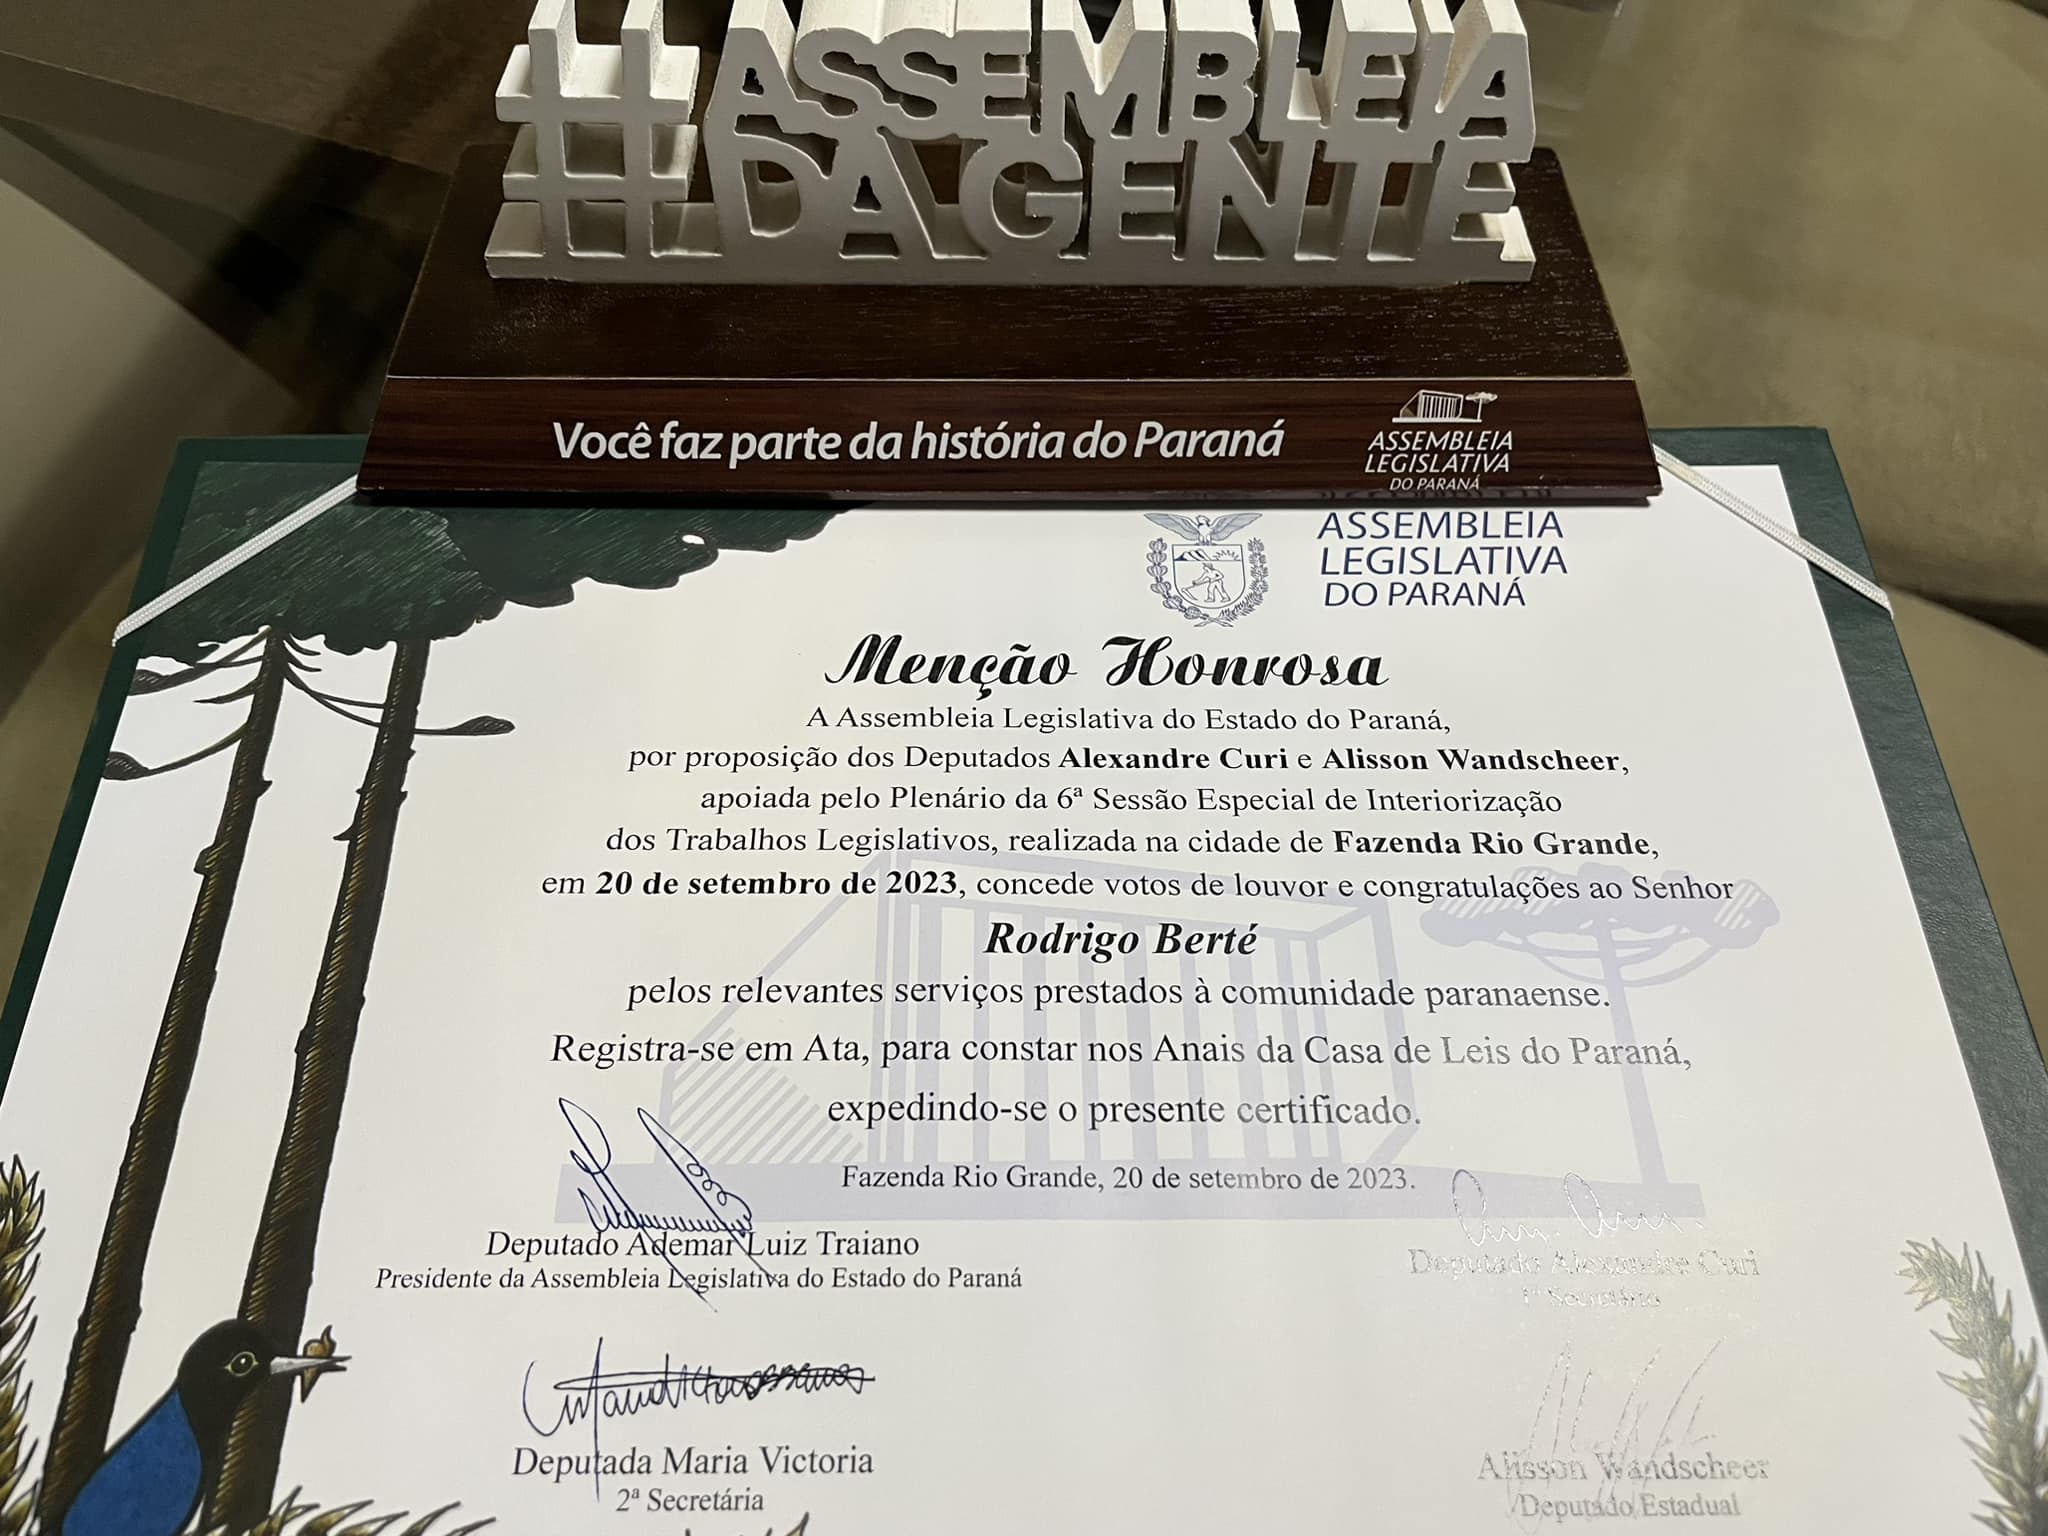 #ASSEMBLEIA
#DAGENTE
Você faz parte da história do Paraná
ASSEMBLEIA
LEGISLATIVA
DO PARANÁ
ASSEMBLEIA
LEGISLATIVA
DO PARANÁ
Menção Honrosa
A Assembleia Legislativa do Estado do Paraná,
por proposição dos Deputados Alexandre Curi e Alisson Wandscheer,
apoiada pelo Plenário da 6ª Sessão Especial de Interiorização
dos Trabalhos Legislativos, realizada na cidade de Fazenda Rio Grande,
em 20 de setembro de 2023, concede votos de louvor e congratulações ao Senhor
Rodrigo Berté
pelos relevantes serviços prestados à comunidade paranaense.
Registra-se em Ata, para constar nos Anais da Casa de Leis do Paraná,
expedindo-se o presente certificado.
Fazenda Rio Grande, 20 de setembro de 2023.
Deputado Ademar Luiz Traiano
Presidente da Assembleia Legislativa do Estado do Paraná
Deputado Alexandre Curi
1º Secretário
Deputada Maria Victoria
2ª Secretária
Alisson Wandscheer
Deputado Estadual